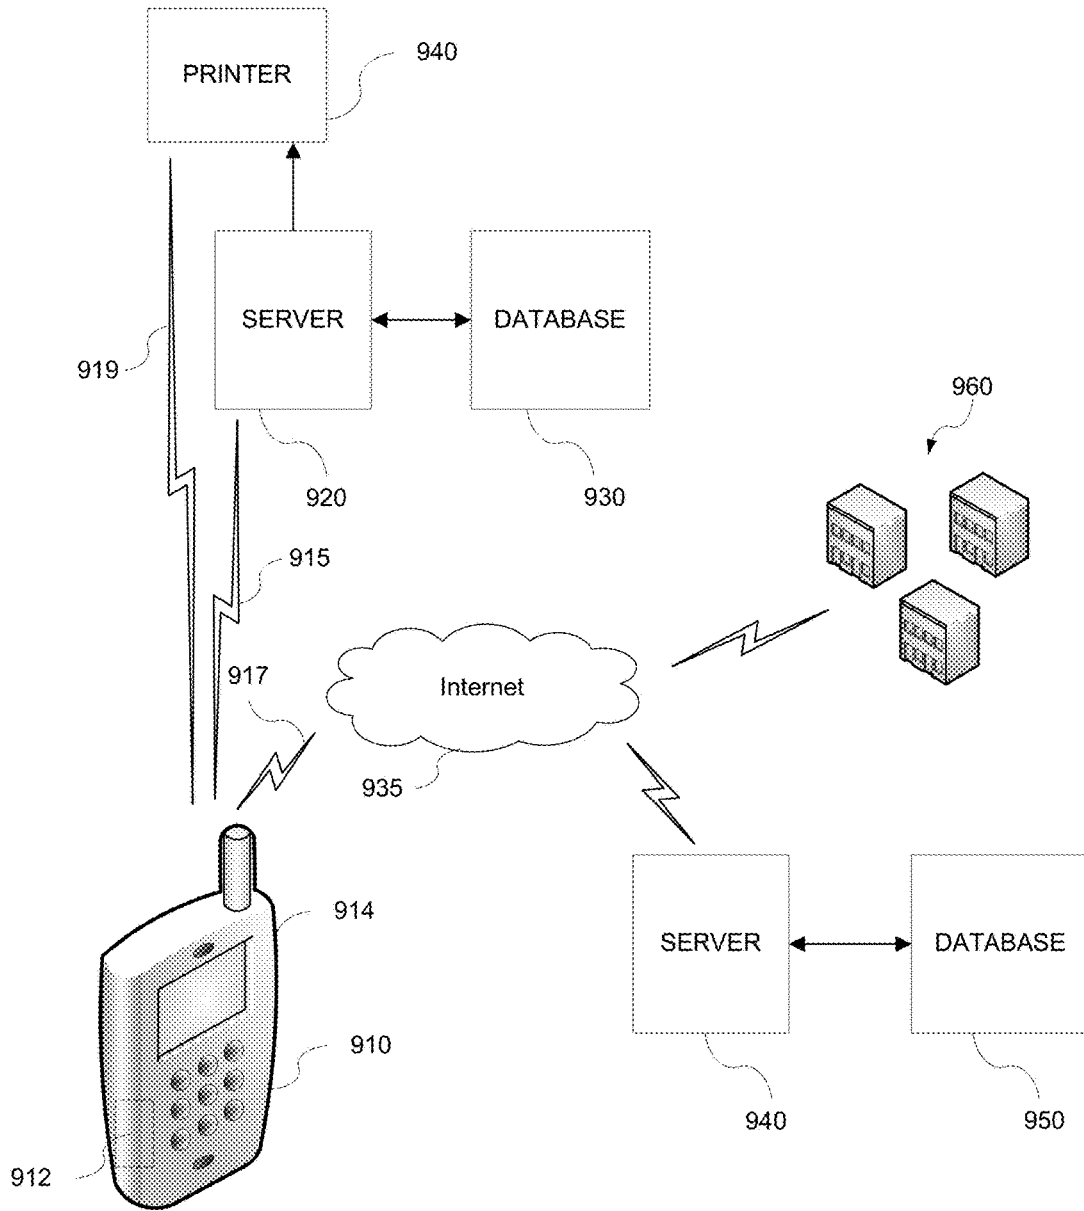 PRINTER
940
SERVER
DATABASE
919
920
930
960
915
917
Internet
935
914
SERVER
DATABASE
910
940
950
912